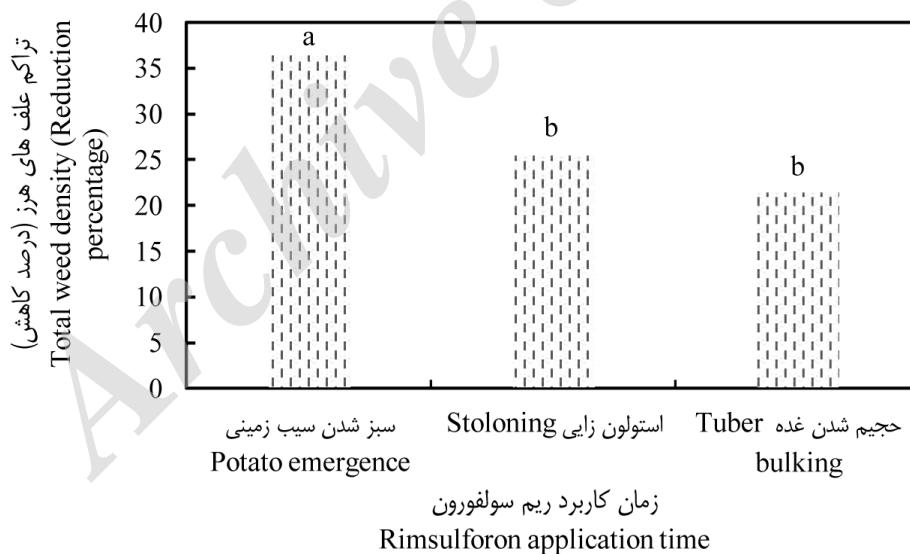 تراکم علف های هرز (درصد کاهش)
Total weed density (Reduction
percentage)
40
35
30
25
20
15
10
5
0
a
b
b
سبز شدن سیب زمینی
Potato emergence
استولون زایی Stoloning
حجیم شدن غده Tuber
bulking
زمان کاربرد ریم سولفورون
Rimsulforon application time
Archive